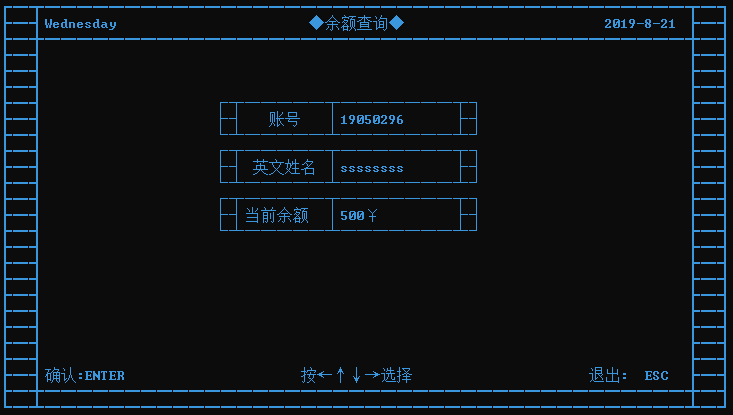 Wednesday ◆余额查询◆ 2019-8-21
账号 19050296
英文姓名 ssssssss
当前余额 500￥
确认:ENTER 按←↑↓→选择 退出: ESC